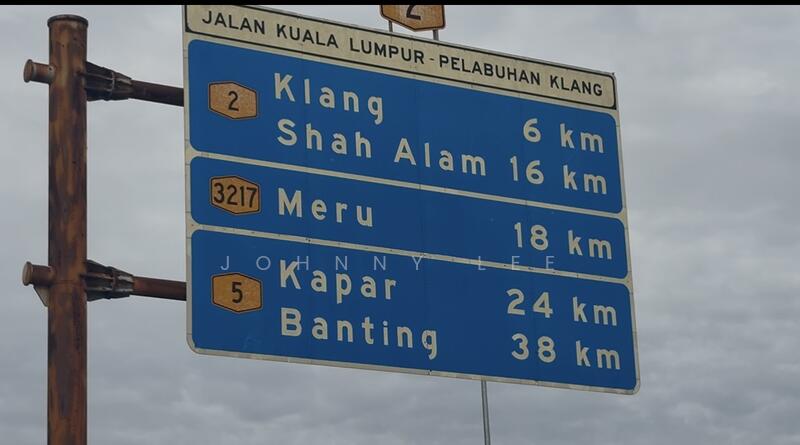 2
JALAN KUALA LUMPUR - PELABUHAN KLANG
2 Klang 6 km
Shah Alam 16 km
3217 Meru 18 km
JOHNNY LEE
5 Kapar 24 km
Banting 38 km